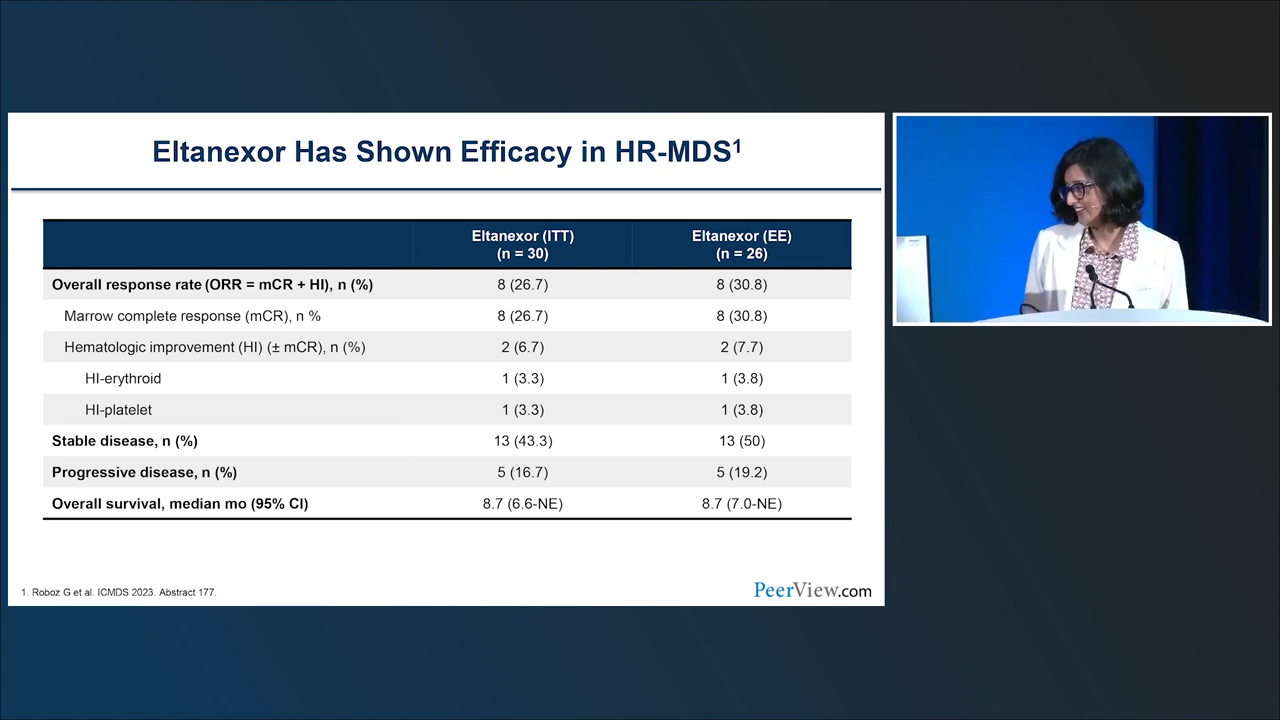 Eltanexor Has Shown Efficacy in HR-MDS1
Eltanexor (ITT) Eltanexor (EE)
(n = 30) (n = 26)
Overall response rate (ORR = mCR + HI), n (%) 8 (26.7) 8 (30.8)
Marrow complete response (mCR), n % 8 (26.7) 8 (30.8)
Hematologic improvement (HI) (± mCR), n (%) 2 (6.7) 2 (7.7)
HI-erythroid 1 (3.3) 1 (3.8)
HI-platelet 1 (3.3) 1 (3.8)
Stable disease, n (%) 13 (43.3) 13 (50)
Progressive disease, n (%) 5 (16.7) 5 (19.2)
Overall survival, median mo (95% CI) 8.7 (6.6-NE) 8.7 (7.0-NE)
1. Roboz G et al. ICMDS 2023. Abstract 177.
PeerView.com